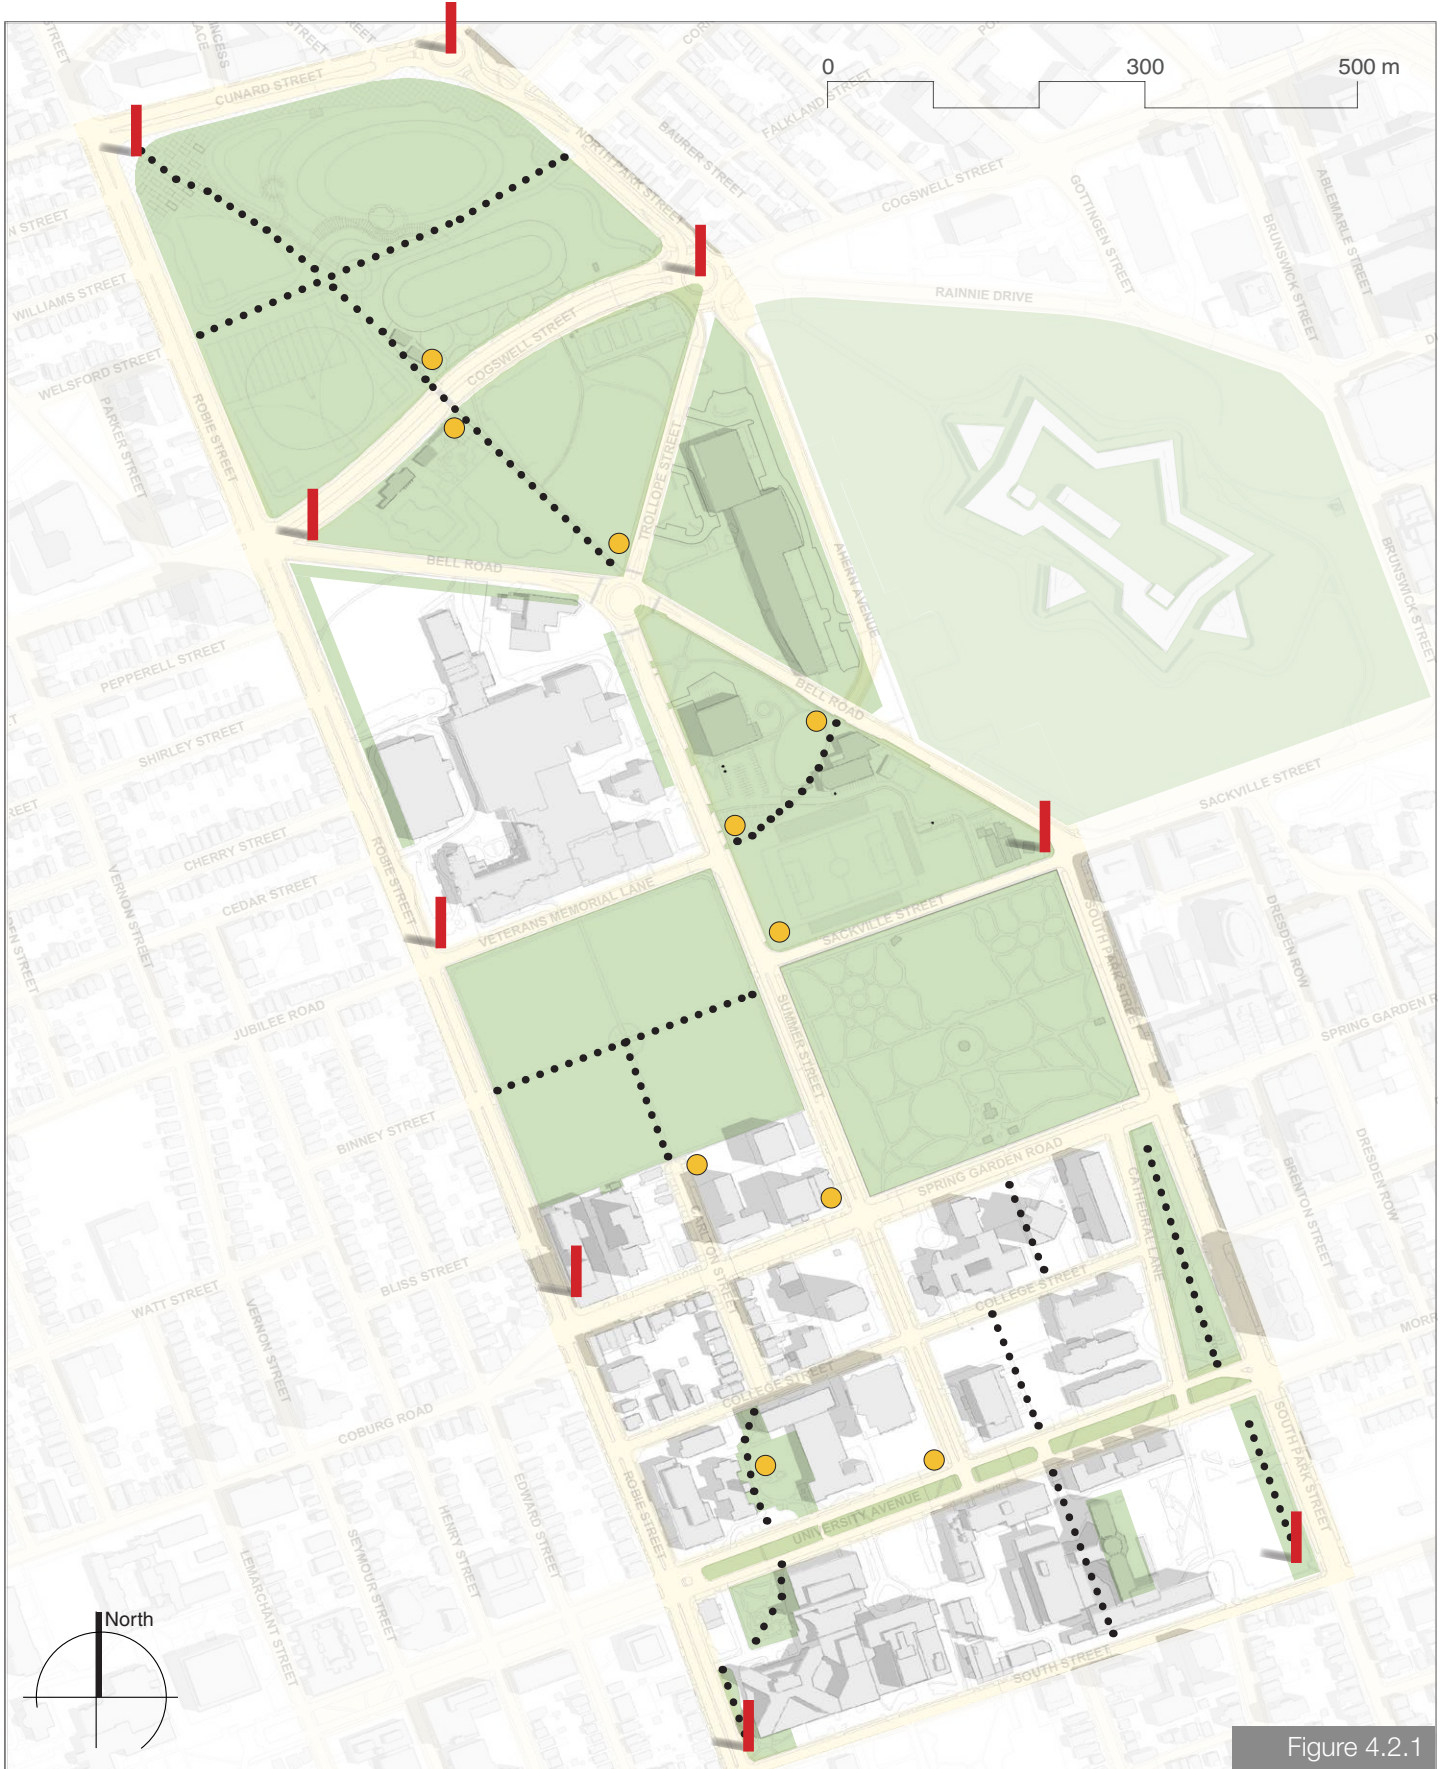 0 300 500 m
CUNARD STREET
NORTH PARK STREET
BAURER STREET
FALKLAND STREET
COGSWELL STREET
GOTTINGEN STREET
BRUNSWICK STREET
ABLEMARLE STREET
RAINNIE DRIVE
WILLIAMS STREET
WELSFORD STREET
PARKER STREET
ROBIE STREET
COGSWELL STREET
TROLLOPE STREET
BELL ROAD
AHERN AVENUE
BRUNSWICK STREET
PEPPERELL STREET
SHIRLEY STREET
BELL ROAD
SACKVILLE STREET
CHERRY STREET
CEDAR STREET
VERNON STREET
ROBIE STREET
VETERANS MEMORIAL LANE
SACKVILLE STREET
SOUTH PARK STREET
DRESDEN ROW
JUBILEE ROAD
SUMMER STREET
SPRING GARDEN R
BINNEY STREET
SPRING GARDEN ROAD
CATHEDRAL LANE
BRENTON STREET
DRESDEN ROW
WATT STREET
BLISS STREET
VERNON STREET
CARLTON STREET
COLLEGE STREET
MORR
COBURG ROAD
COLLEGE STREET
SOUTH PARK STREET
ROBIE STREET
UNIVERSITY AVENUE
EDWARD STREET
HENRY STREET
SEYMOUR STREET
LEMARCHANT STREET
SOUTH STREET
North
Figure 4.2.1